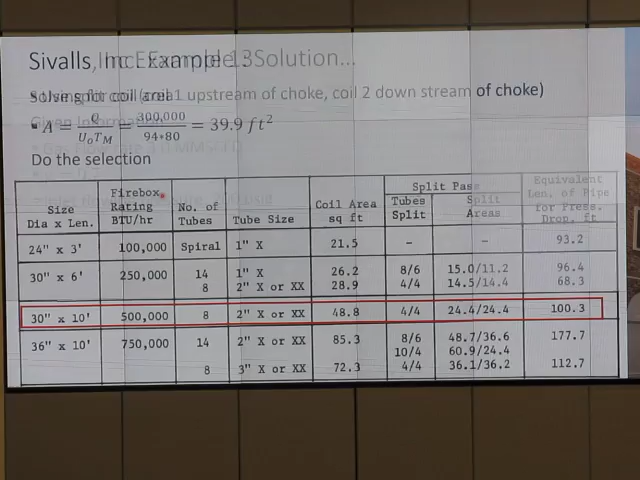 Sivalls, Inc. Example 13 Solution...
Solve for coil area (coil 1 upstream of choke, coil 2 down stream of choke)
▪ A = Q / U₀T_M = 300,000 / 94*80 = 39.9 ft²
Do the selection
Size Dia x Len. | Firebox Rating BTU/hr | No. of Tubes | Tube Size | Coil Area sq ft | Split Pass Tubes Split | Split Areas | Equivalent Len. of Pipe for Press. Drop, ft
24" x 3' 100,000 Spiral 1" X 21.5 - - 93.2
30" x 6' 250,000 14 1" X 26.2 8/6 15.0/11.2 96.4
8 2" X or XX 28.9 4/4 14.5/14.4 68.3
30" x 10' 500,000 8 2" X or XX 48.8 4/4 24.4/24.4 100.3
36" x 10' 750,000 14 2" X or XX 85.3 8/6 48.7/36.6 177.7
10/4 60.9/24.4
8 3" X or XX 72.3 4/4 36.1/36.2 112.7